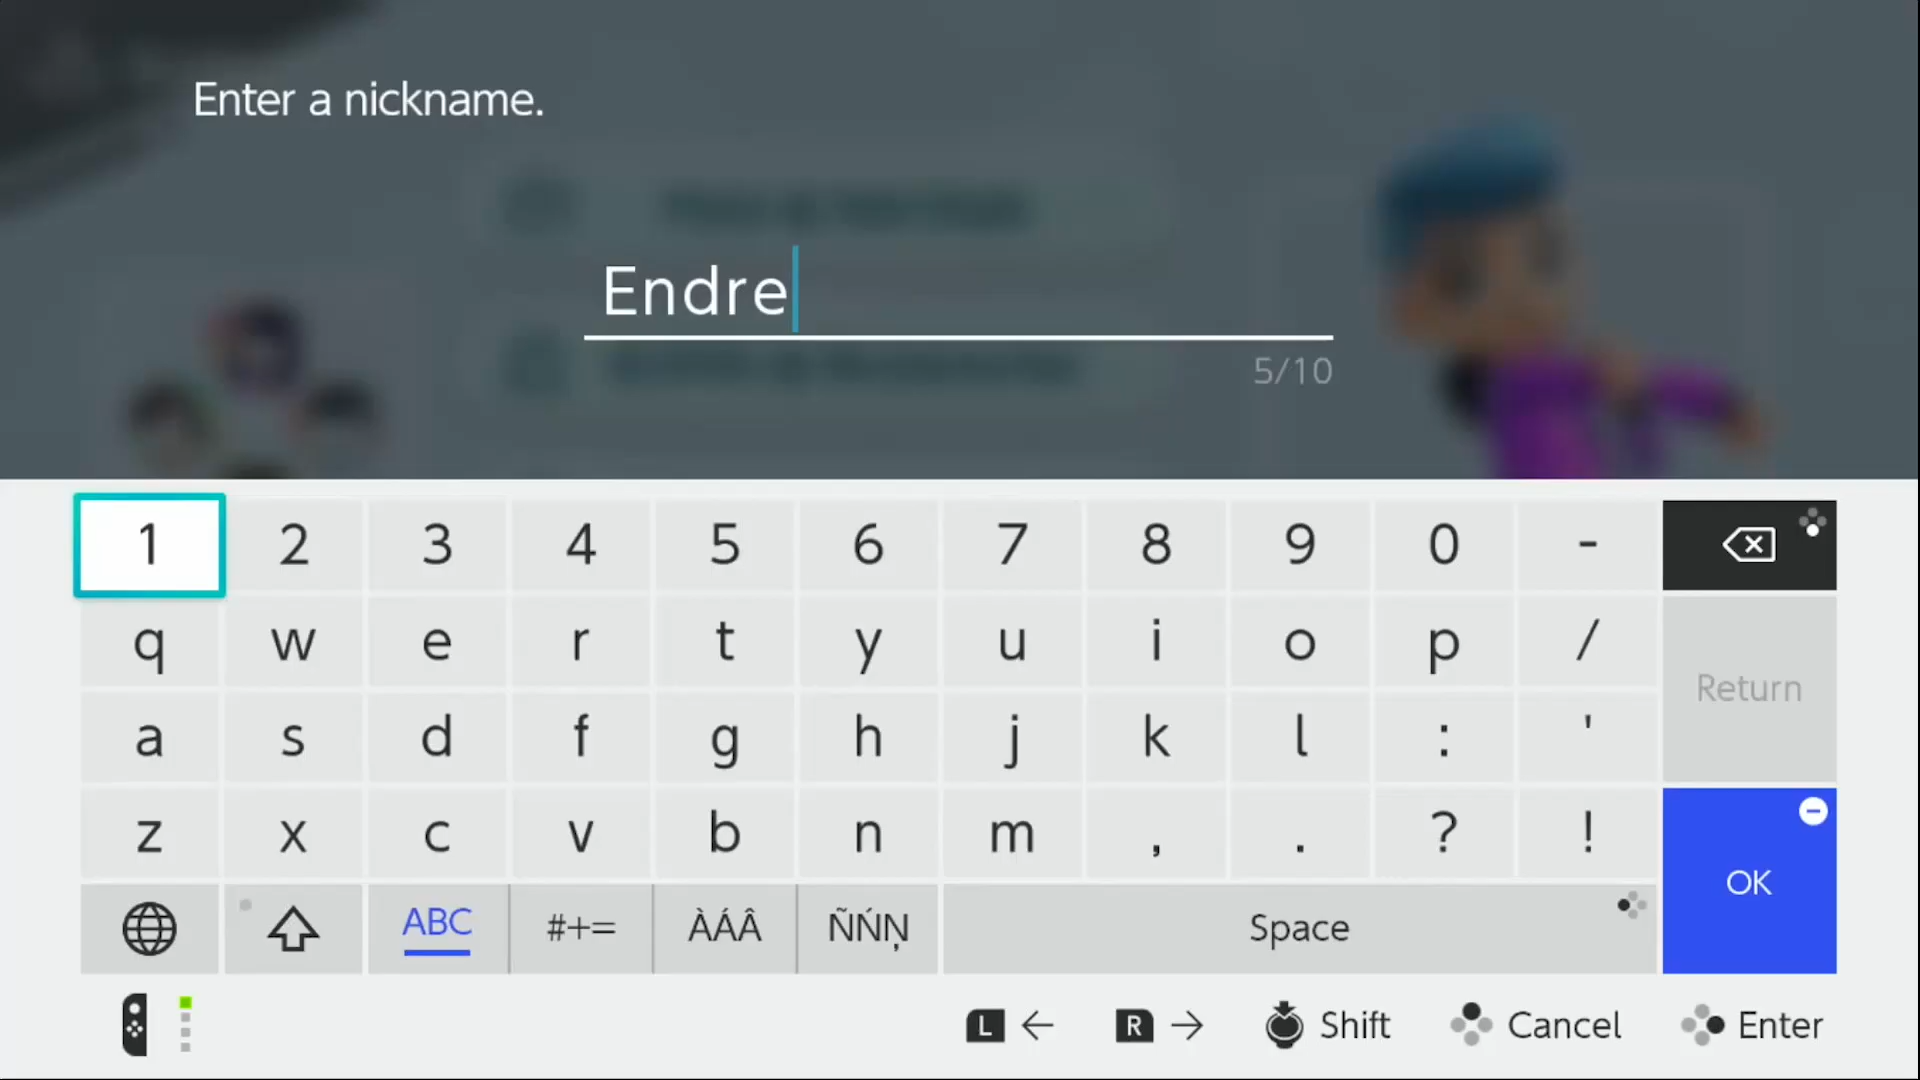 Enter a nickname.
Endre
5/10
1 2 3 4 5 6 7 8 9 0 -
q w e r t y u i o p / Return
a s d f g h j k l : '
z x c v b n m , . ? ! OK
ABC #+= ÀÁÂ ÑŃŅ Space
L ← R → Shift Cancel Enter